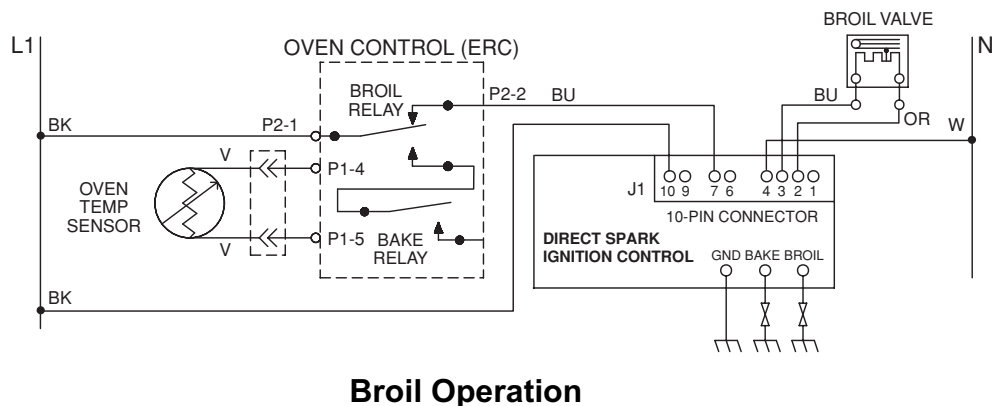 BROIL VALVE
L1
N
OVEN CONTROL (ERC)
BROIL
RELAY
P2-2
BU
BU
OR
BK
P2-1
W
V
P1-4
OVEN
TEMP
SENSOR
J1
10 9 7 6 4 3 2 1
10-PIN CONNECTOR
V
P1-5
BAKE
RELAY
DIRECT SPARK
IGNITION CONTROL
GND BAKE BROIL
BK
Broil Operation